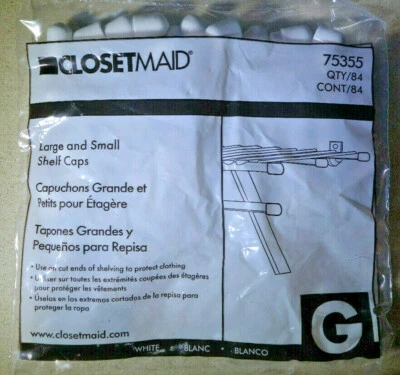 CLOSETMAID®
75355
QTY/84
CONT/84
Large and Small
Shelf Caps
Capuchons Grande et
Petits pour Étagère
Tapones Grandes y
Pequeños para Repisa
• Use on cut ends of shelving to protect clothing
• Utiliser sur toutes les extrémités coupées des étagères
pour protéger les vêtements
• Úselos en los extremos cortados de la repisa para
proteger la ropa
www.closetmaid.com
G
WHITE • BLANC • BLANCO